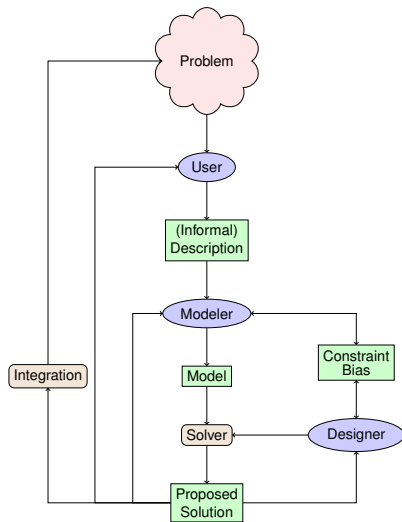 Problem
User
(Informal)
Description
Modeler
Integration
Model
Constraint
Bias
Solver
Designer
Proposed
Solution